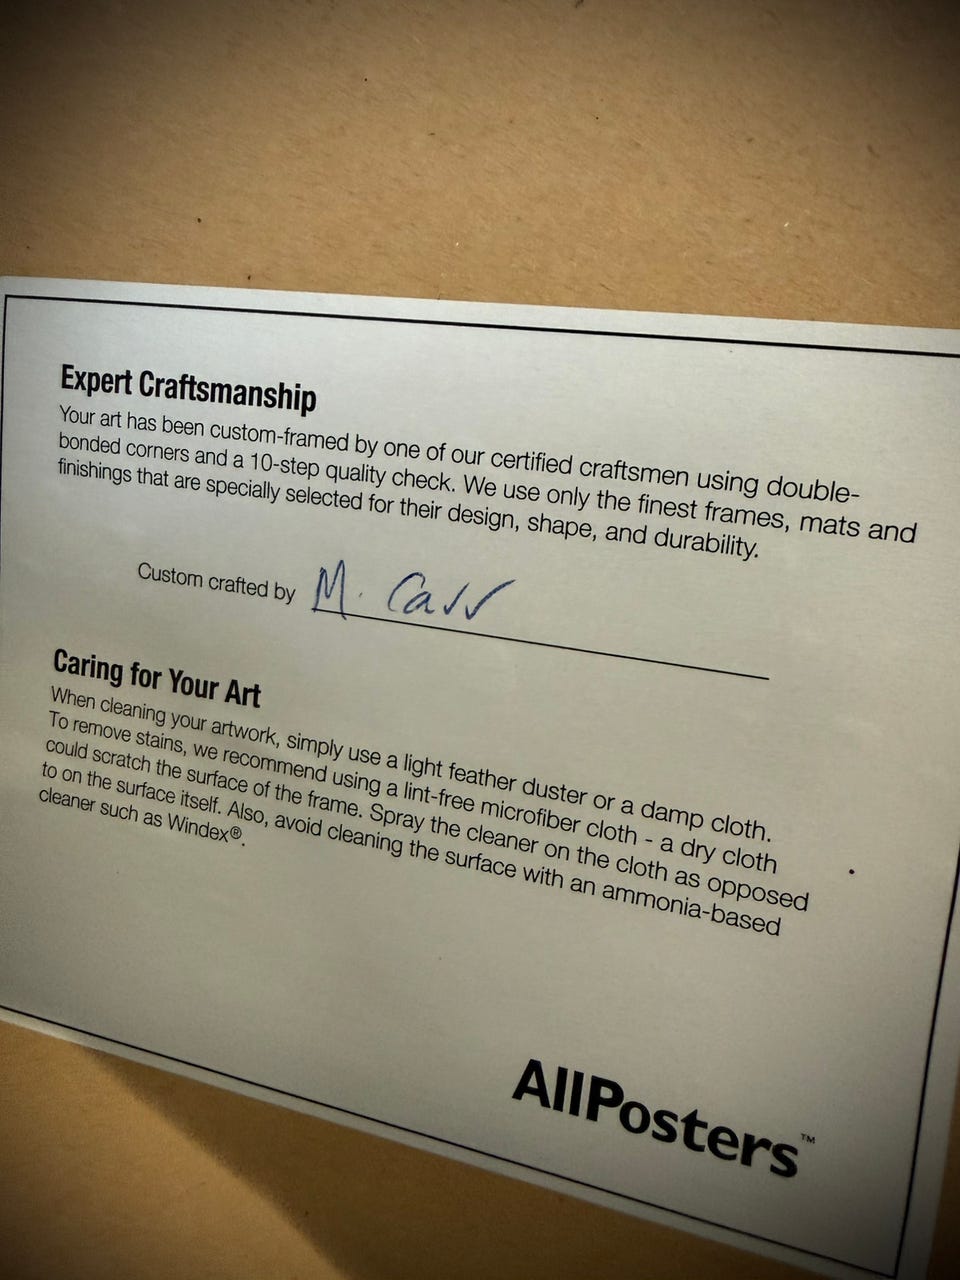 Expert Craftsmanship
Your art has been custom-framed by one of our certified craftsmen using double-
bonded corners and a 10-step quality check. We use only the finest frames, mats and
finishings that are specially selected for their design, shape, and durability.
Custom crafted by M. Carr
Caring for Your Art
When cleaning your artwork, simply use a light feather duster or a damp cloth.
To remove stains, we recommend using a lint-free microfiber cloth - a dry cloth
could scratch the surface of the frame. Spray the cleaner on the cloth as opposed
to on the surface itself. Also, avoid cleaning the surface with an ammonia-based
cleaner such as Windex®.
AllPosters™